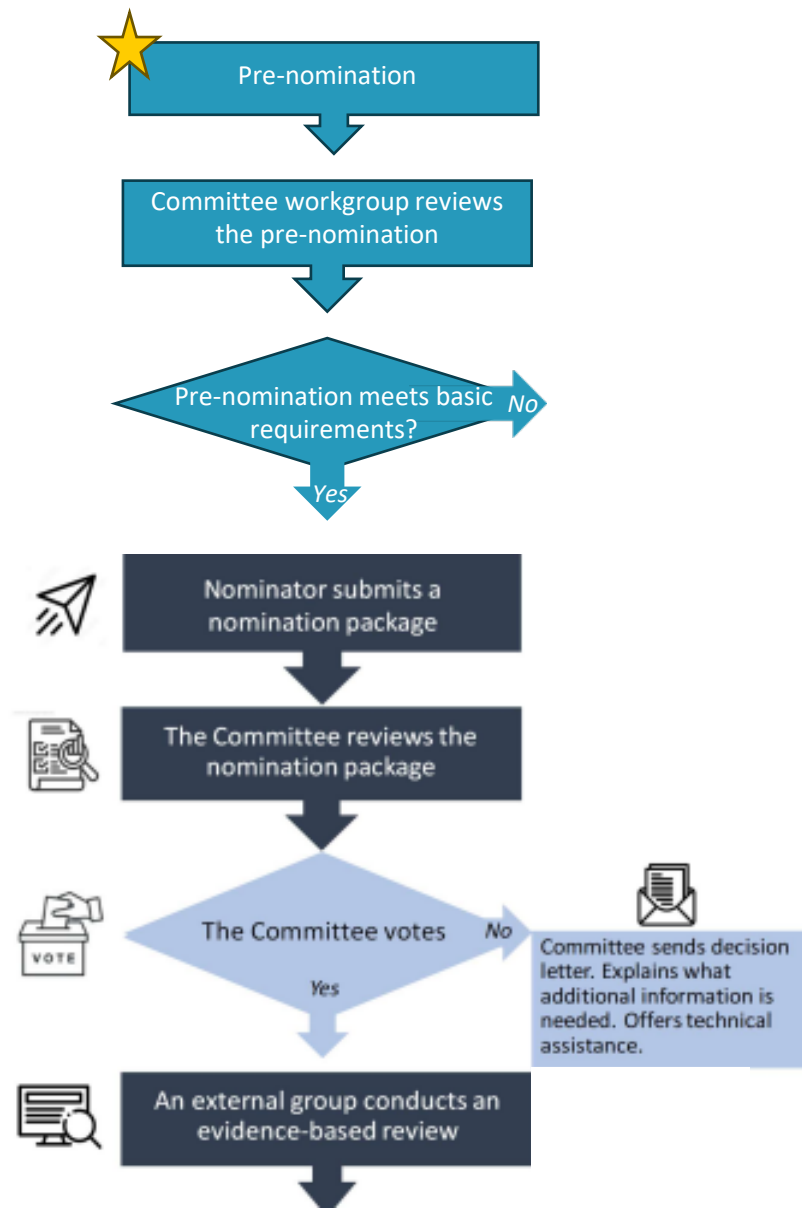 Pre-nomination
Committee workgroup reviews
the pre-nomination
Pre-nomination meets basic
requirements?
No
Yes
Nominator submits a
nomination package
The Committee reviews the
nomination package
VOTE
The Committee votes
No
Yes
Committee sends decision
letter. Explains what
additional information is
needed. Offers technical
assistance.
An external group conducts an
evidence-based review